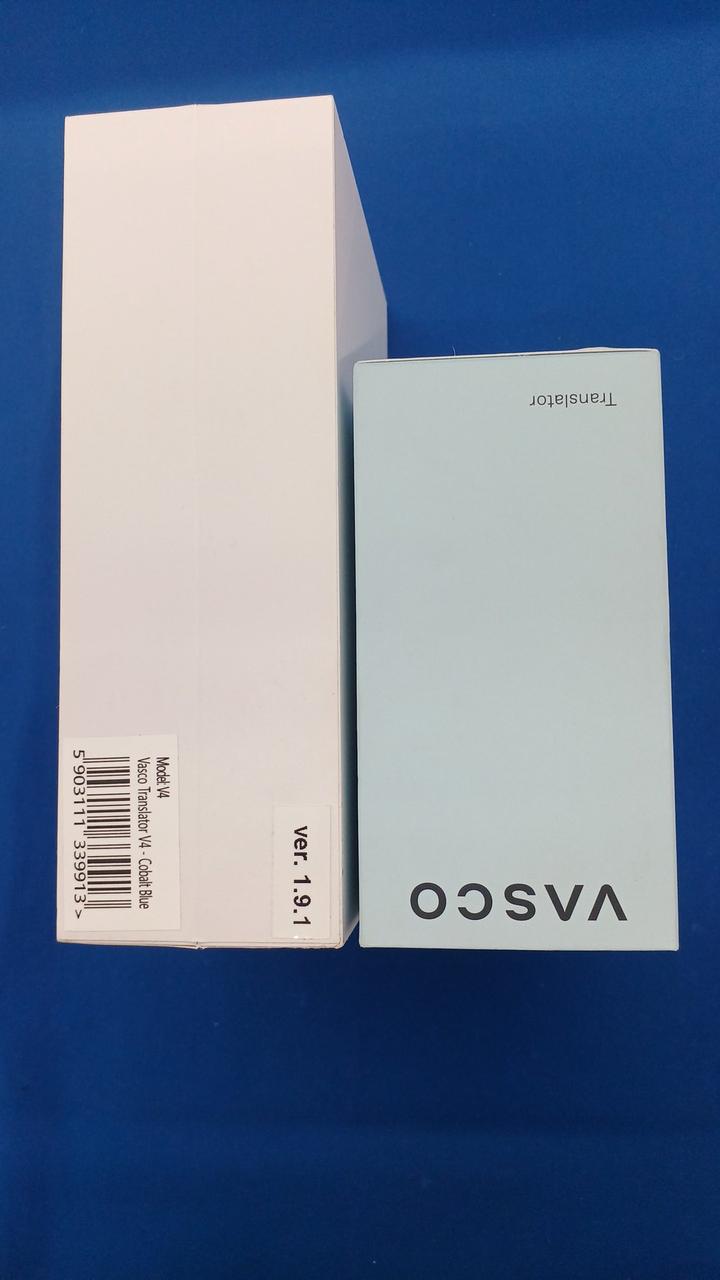 Model: V4
Vasco Translator V4 - Cobalt Blue
5 903111 339913 >
ver. 1.9.1
VASCO
Translator